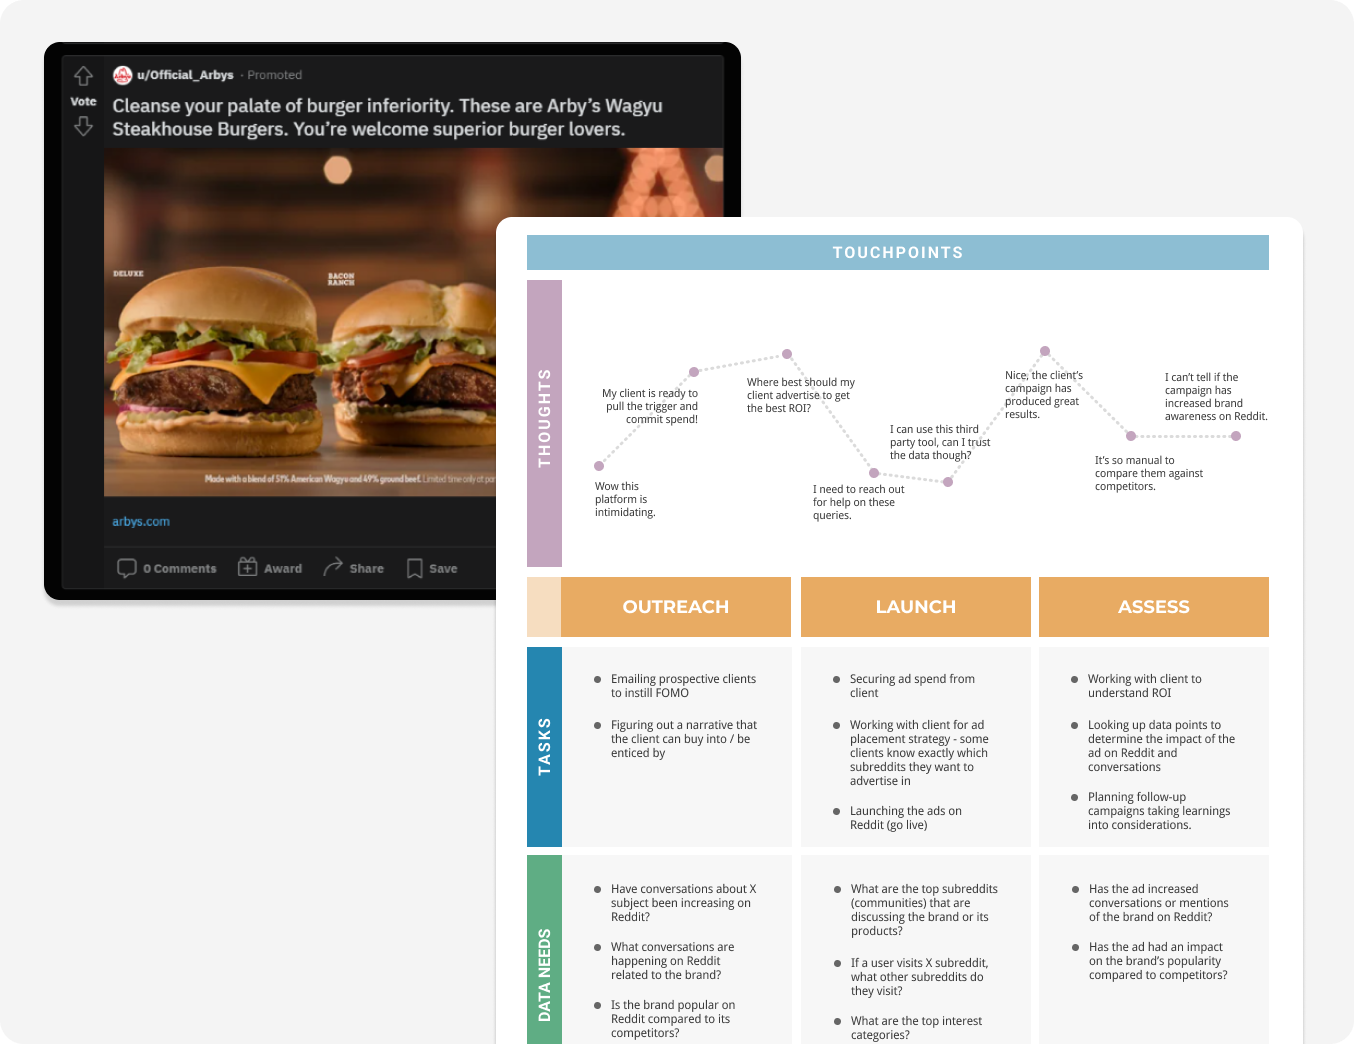 u/Official_Arbys · Promoted
Vote
Cleanse your palate of burger inferiority. These are Arby’s Wagyu
Steakhouse Burgers. You’re welcome superior burger lovers.
DELUXE
BACON
RANCH
Made with a blend of 51% American Wagyu and 49% ground beef. Limited time only at par
arbys.com
0 Comments
Award
Share
Save
TOUCHPOINTS
THOUGHTS
Wow this
platform is
intimidating.
My client is ready to
pull the trigger and
commit spend!
Where best should my
client advertise to get
the best ROI?
I need to reach out
for help on these
queries.
I can use this third
party tool, can I trust
the data though?
Nice, the client’s
campaign has
produced great
results.
It’s so manual to
compare them against
competitors.
I can’t tell if the
campaign has
increased brand
awareness on Reddit.
OUTREACH
LAUNCH
ASSESS
TASKS
Emailing prospective clients
to instill FOMO
Figuring out a narrative that
the client can buy into / be
enticed by
Securing ad spend from
client
Working with client for ad
placement strategy - some
clients know exactly which
subreddits they want to
advertise in
Launching the ads on
Reddit (go live)
Working with client to
understand ROI
Looking up data points to
determine the impact of the
ad on Reddit and
conversations
Planning follow-up
campaigns taking learnings
into considerations.
DATA NEEDS
Have conversations about X
subject been increasing on
Reddit?
What conversations are
happening on Reddit
related to the brand?
Is the brand popular on
Reddit compared to its
competitors?
What are the top subreddits
(communities) that are
discussing the brand or its
products?
If a user visits X subreddit,
what other subreddits do
they visit?
What are the top interest
categories?
Has the ad increased
conversations or mentions
of the brand on Reddit?
Has the ad had an impact
on the brand’s popularity
compared to competitors?